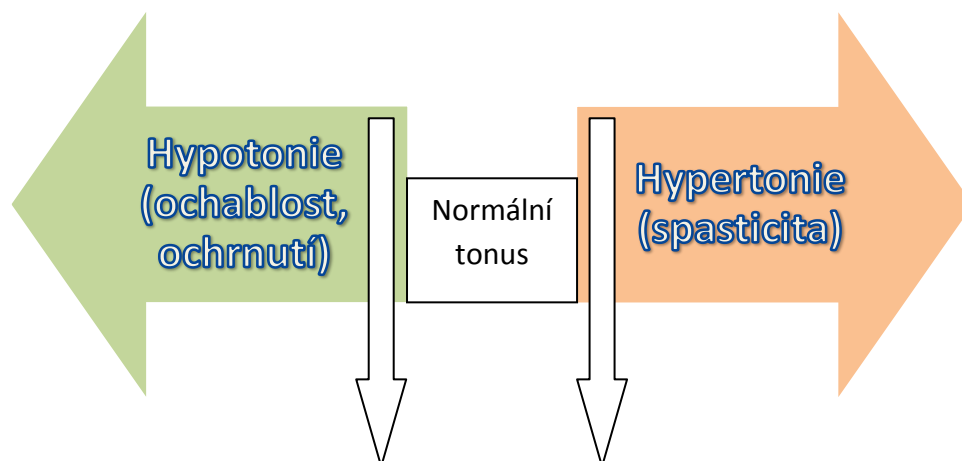 Hypotonie
(ochablost,
ochrnutí)
Normální
tonus
Hypertonie
(spasticita)